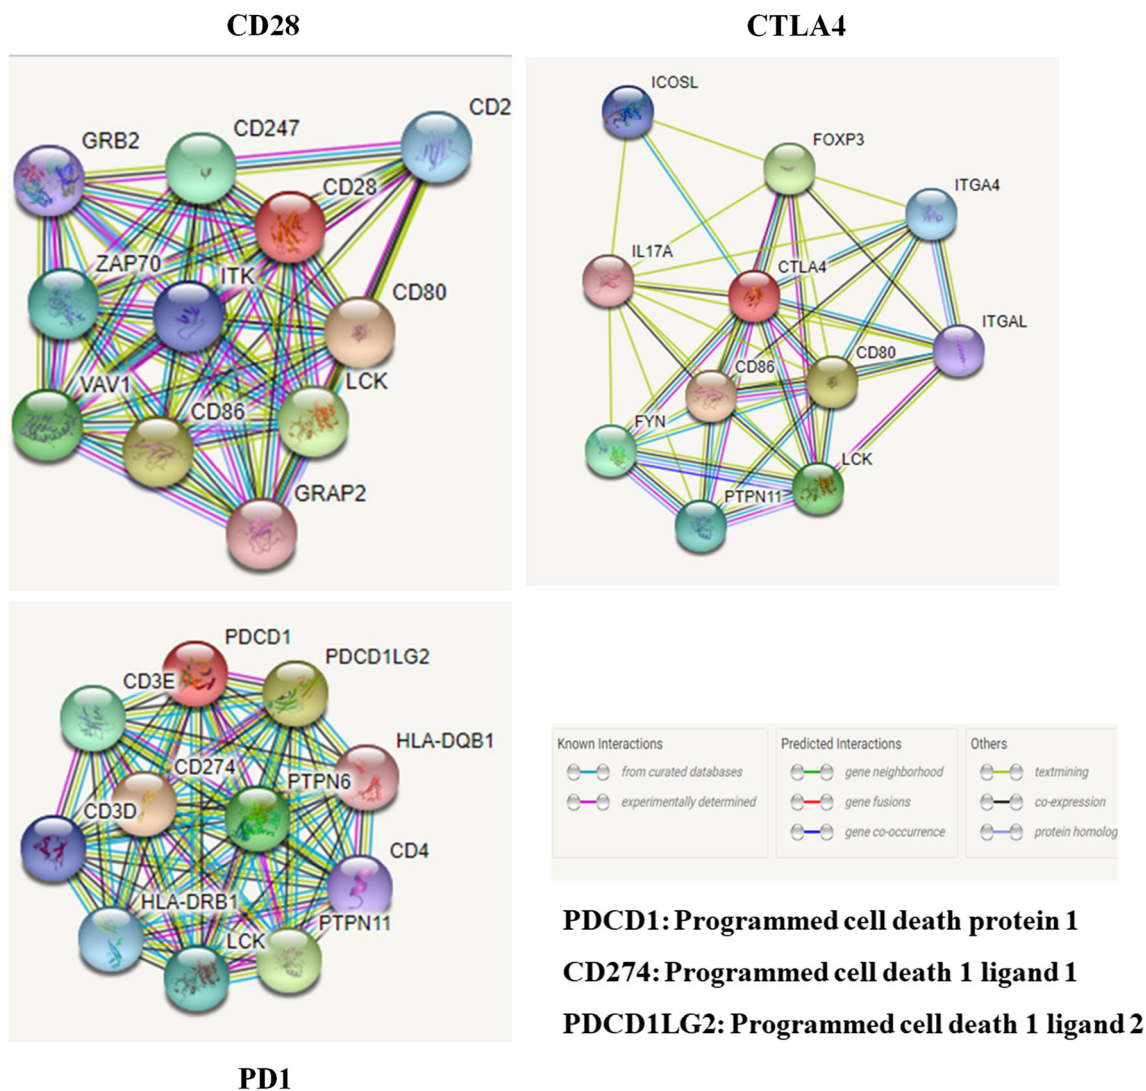 CD28
CTLA4
CD2
GRB2
CD247
CD28
ZAP70
ITK
CD80
VAV1
CD86
LCK
GRAP2
ICOSL
FOXP3
ITGA4
IL17A
CTLA4
ITGAL
CD86
CD80
FYN
LCK
PTPN11
PDCD1
PDCD1LG2
CD3E
HLA-DQB1
CD274
PTPN6
CD3D
CD4
HLA-DRB1
PTPN11
LCK
PD1
Known Interactions
from curated databases
experimentally determined
Predicted Interactions
gene neighborhood
gene fusions
gene co-occurrence
Others
textmining
co-expression
protein homolog
PDCD1: Programmed cell death protein 1
CD274: Programmed cell death 1 ligand 1
PDCD1LG2: Programmed cell death 1 ligand 2